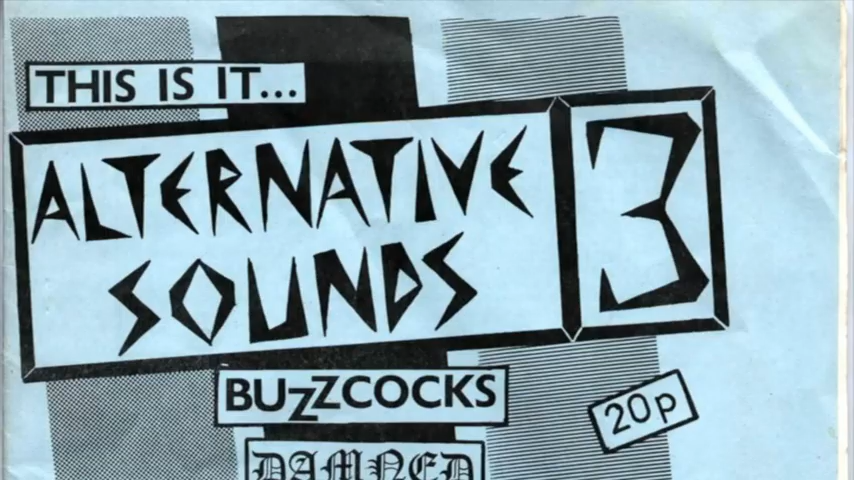 THIS IS IT...
ALTERNATIVE
SOUNDS
3
BUZZCOCKS
20p
DAMNED